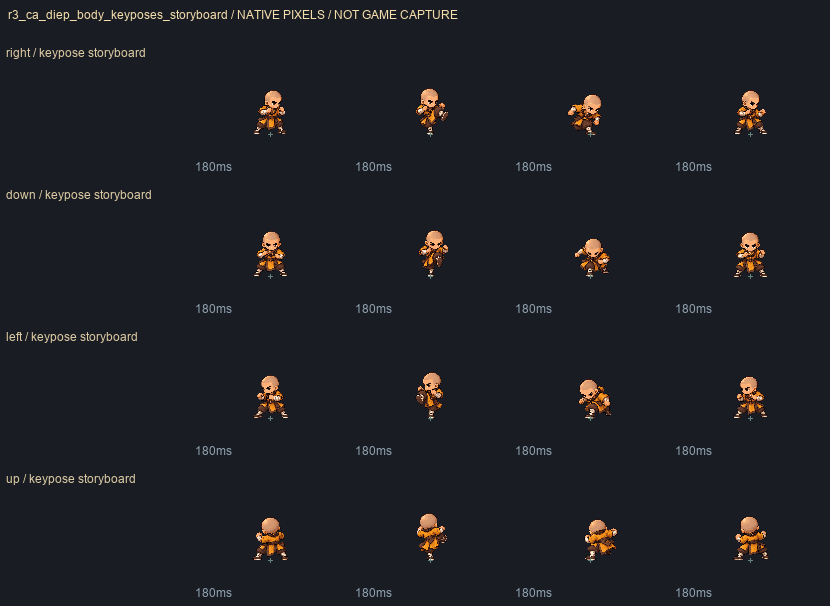 r3_ca_diep_body_keyposes_storyboard / NATIVE PIXELS / NOT GAME CAPTURE
right / keypose storyboard
180ms 180ms 180ms 180ms
down / keypose storyboard
180ms 180ms 180ms 180ms
left / keypose storyboard
180ms 180ms 180ms 180ms
up / keypose storyboard
180ms 180ms 180ms 180ms